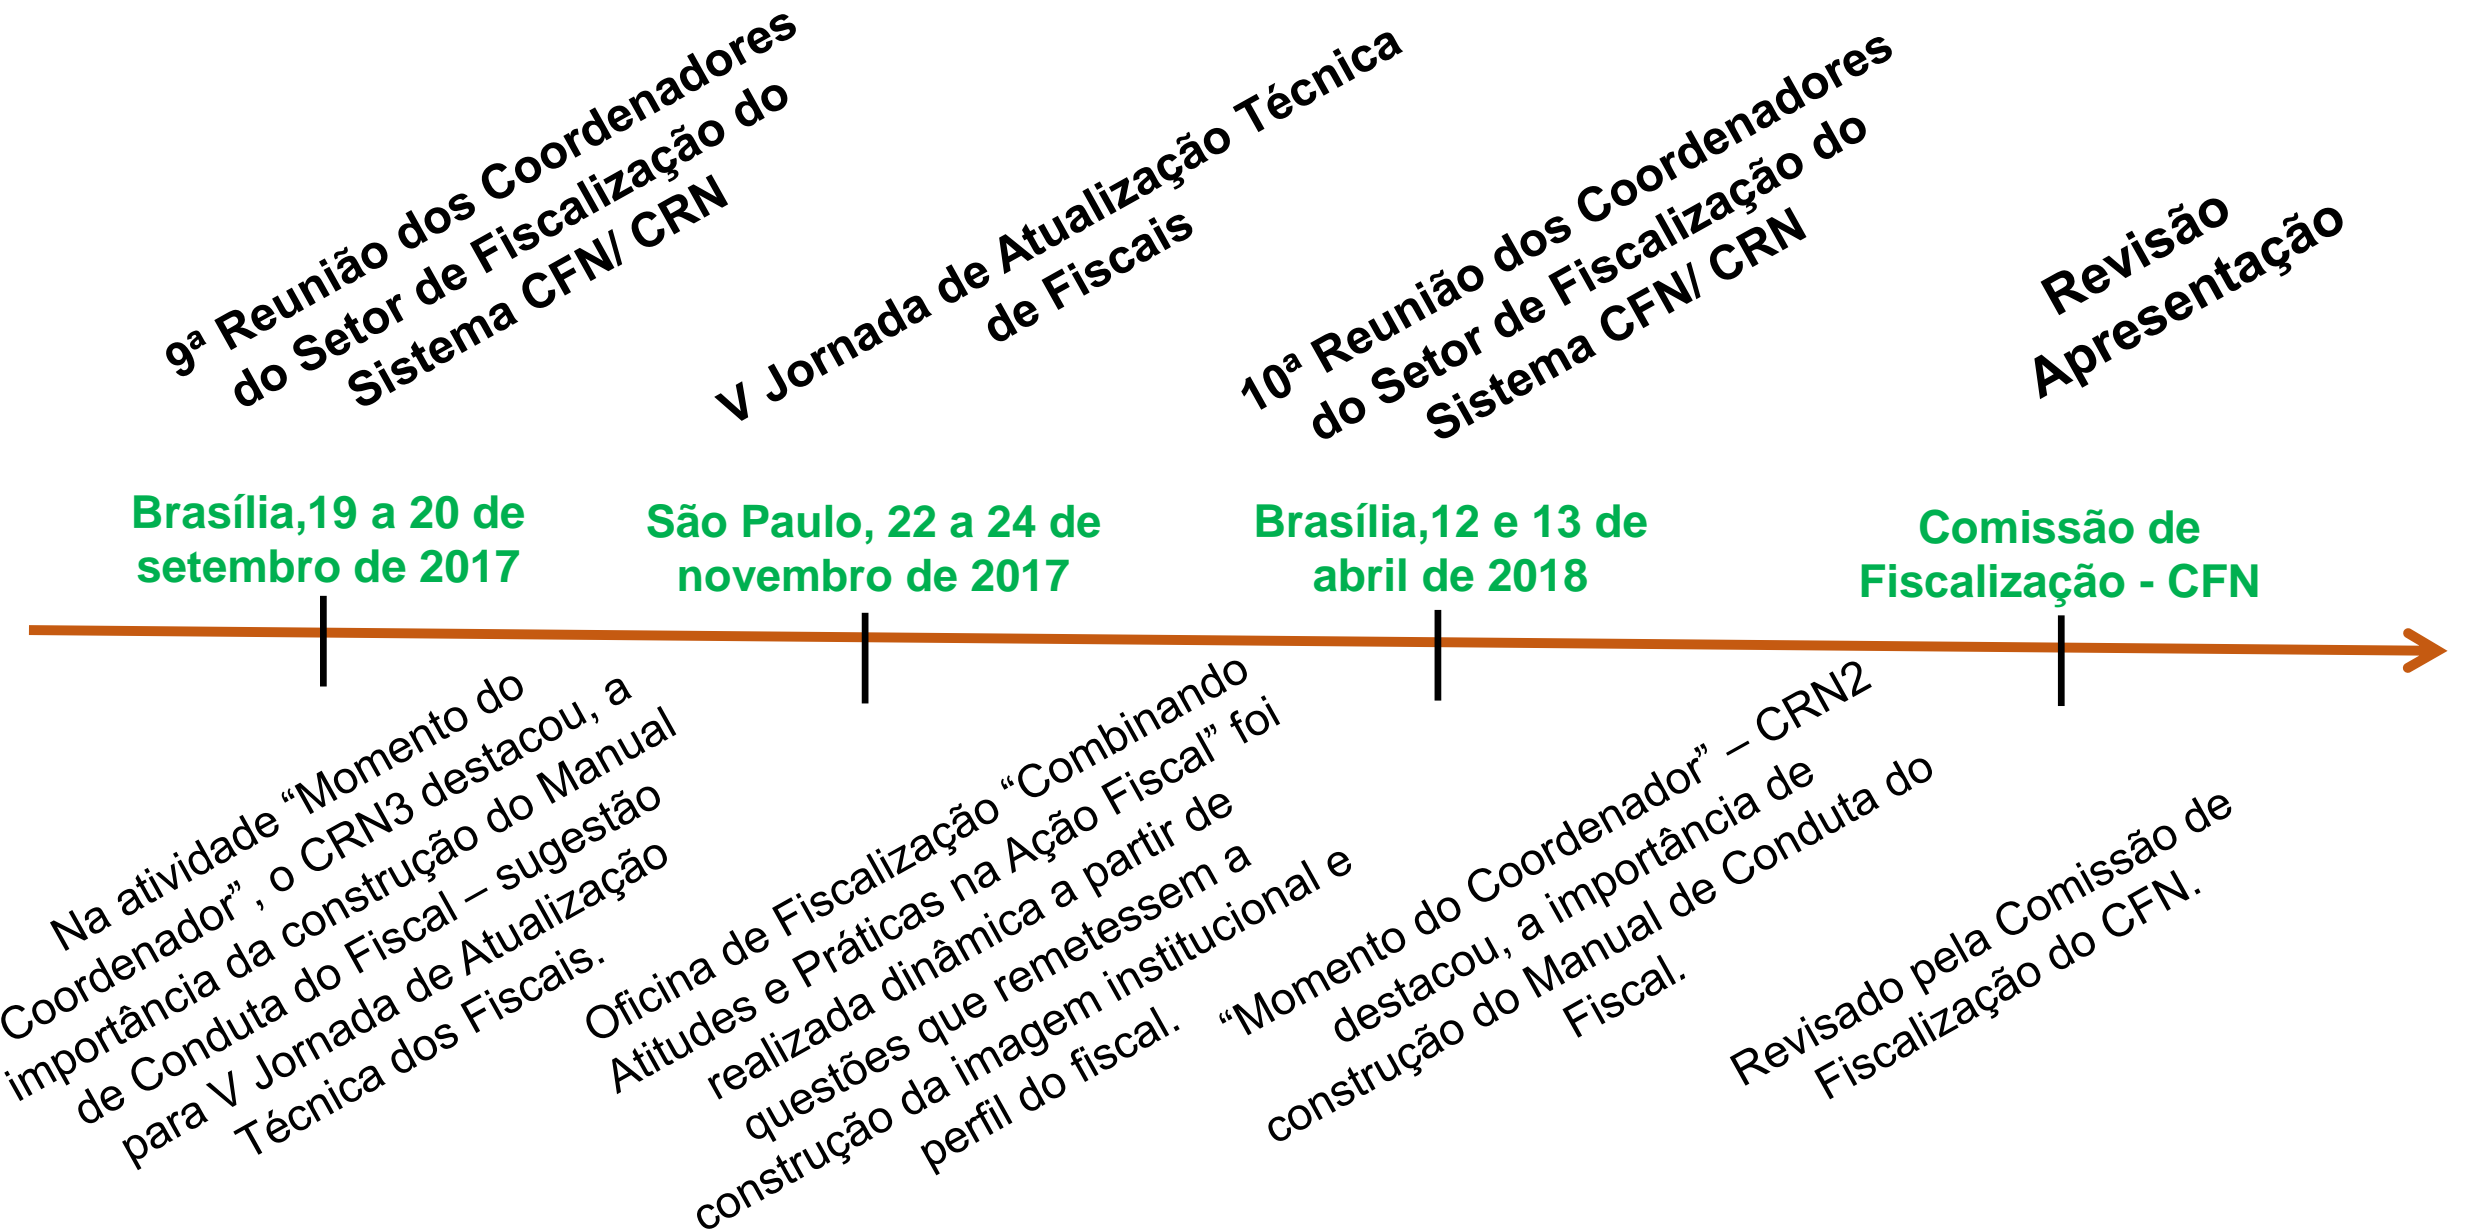 9ª Reunião dos Coordenadores
do Setor de Fiscalização do
Sistema CFN/ CRN
V Jornada de Atualização Técnica
de Fiscais
10ª Reunião dos Coordenadores
do Setor de Fiscalização do
Sistema CFN/ CRN
Revisão
Apresentação
Brasília,19 a 20 de
setembro de 2017
São Paulo, 22 a 24 de
novembro de 2017
Brasília,12 e 13 de
abril de 2018
Comissão de
Fiscalização - CFN
Na atividade “Momento do
Coordenador”, o CRN3 destacou, a
importância da construção do Manual
de Conduta do Fiscal – sugestão
para V Jornada de Atualização
Técnica dos Fiscais.
Oficina de Fiscalização “Combinando
Atitudes e Práticas na Ação Fiscal” foi
realizada dinâmica a partir de
questões que remetessem a
construção da imagem institucional e
perfil do fiscal.
“Momento do Coordenador” – CRN2
destacou, a importância de
construção do Manual de Conduta do
Fiscal.
Revisado pela Comissão de
Fiscalização do CFN.